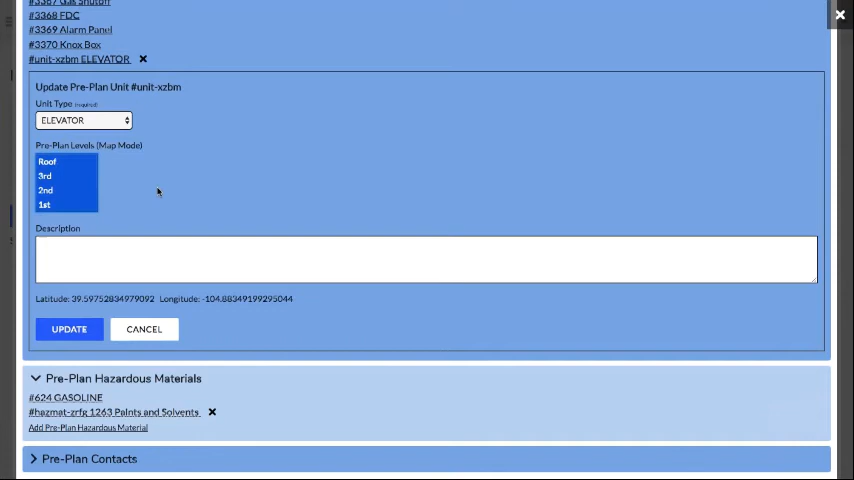 #3367 Gas Shutoff
#3368 FDC
#3369 Alarm Panel
#3370 Knox Box
#unit-xzbm ELEVATOR
Update Pre-Plan Unit #unit-xzbm
Unit Type (required)
ELEVATOR
Pre-Plan Levels (Map Mode)
Roof
3rd
2nd
1st
Description
Latitude: 39.59752834979092 Longitude: -104.88349199295044
UPDATE CANCEL
Pre-Plan Hazardous Materials
#624 GASOLINE
#hazmat-zrfg 1263 Paints and Solvents
Add Pre-Plan Hazardous Material
Pre-Plan Contacts